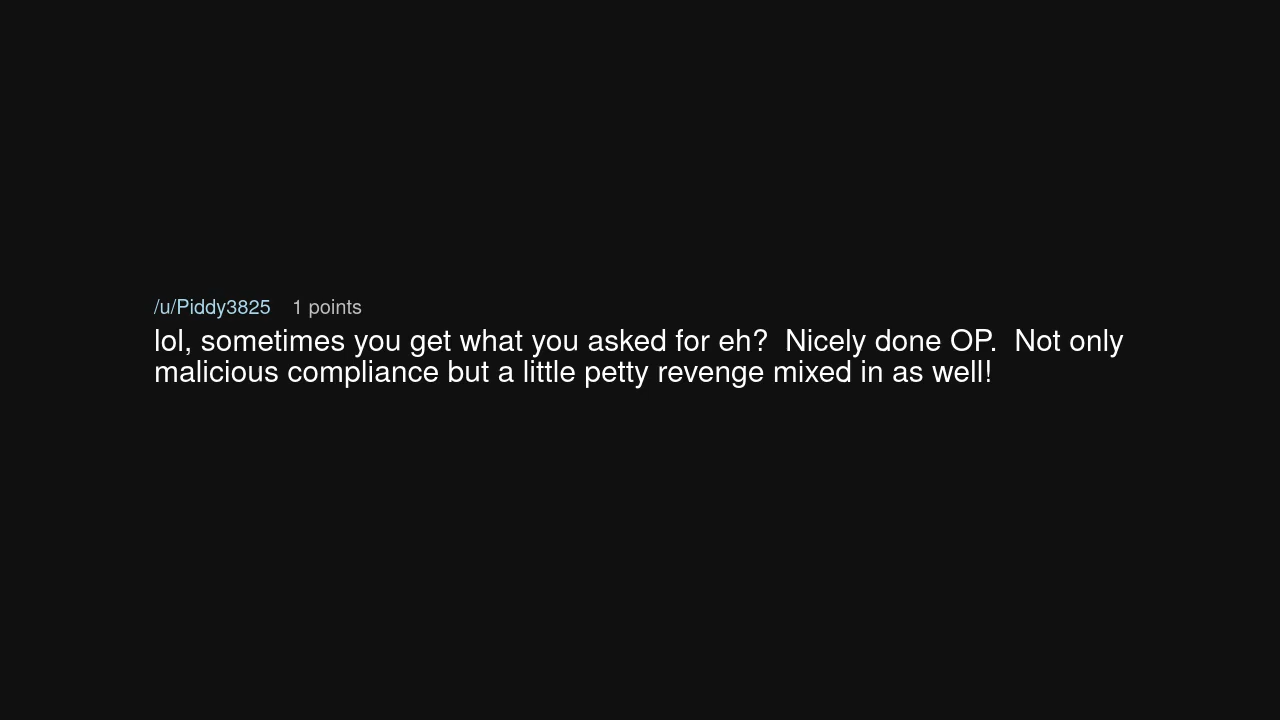 /u/Piddy3825    1 points
lol, sometimes you get what you asked for eh?  Nicely done OP.  Not only
malicious compliance but a little petty revenge mixed in as well!